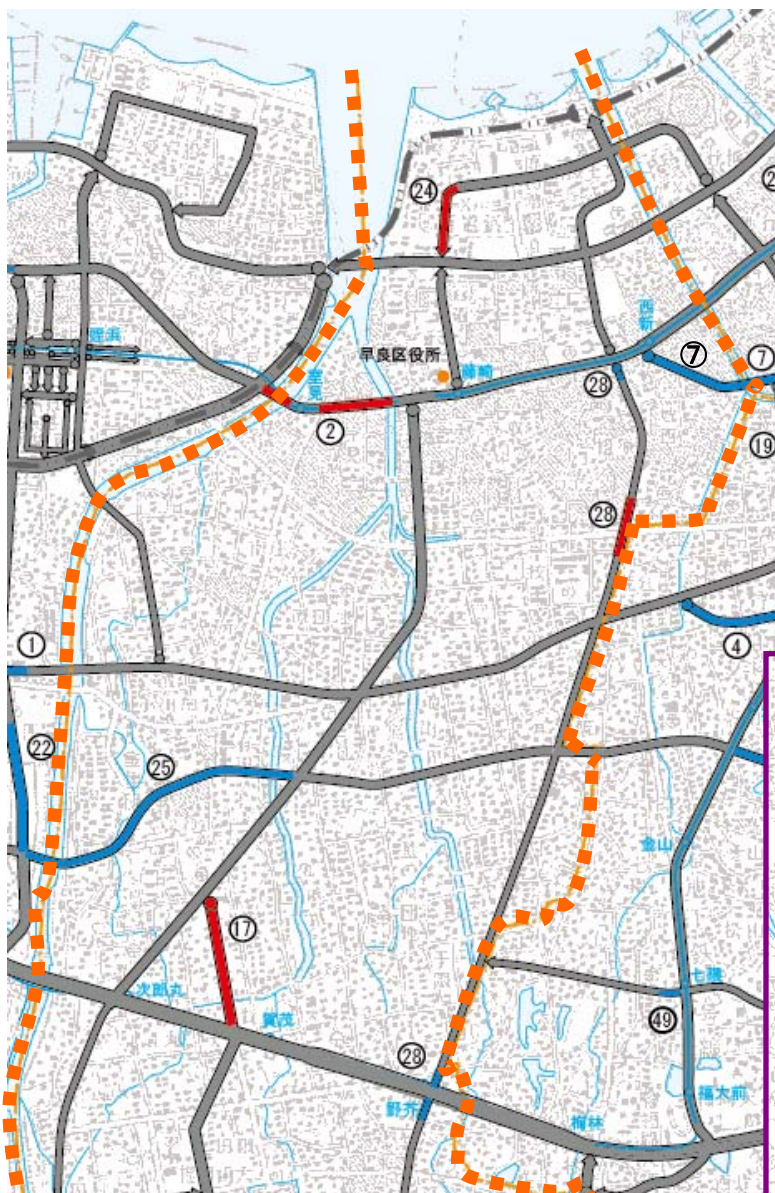 ㉔
姪浜
室見
早良区役所
藤崎
西新
⑦
⑦
②
㉘
⑲
㉘
①
④
㉒
㉕
金山
⑰
七隈
次郎丸
賀茂
㊾
㉘
野芥
梅林
福大前